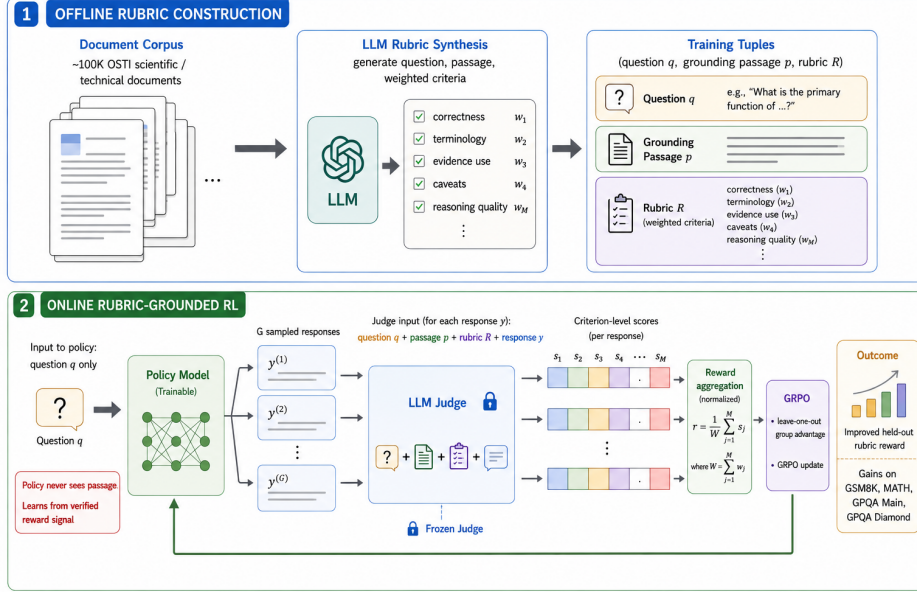 1 OFFLINE RUBRIC CONSTRUCTION
Document Corpus
~100K OSTI scientific /
technical documents
...
LLM Rubric Synthesis
generate question, passage,
weighted criteria
LLM
correctness w₁
terminology w₂
evidence use w₃
caveats w₄
reasoning quality w_M
⋮
Training Tuples
(question q, grounding passage p, rubric R)
?
Question q
e.g., "What is the primary
function of ...?"
Grounding
Passage p
Rubric R
(weighted criteria)
correctness (w₁)
terminology (w₂)
evidence use (w₃)
caveats (w₄)
reasoning quality (w_M)
⋮
2 ONLINE RUBRIC-GROUNDED RL
Input to policy:
question q only
?
Question q
Policy never sees passage
Learns from verified
reward signal
Policy Model
(Trainable)
G sampled responses
y⁽¹⁾
y⁽²⁾
⋮
y⁽ᴳ⁾
Judge input (for each response y):
question q + passage p + rubric R + response y
LLM Judge
? + + +
Frozen Judge
Criterion-level scores
(per response)
s₁ s₂ s₃ s₄ ⋯ s_M
.
.
⋮
.
Reward
aggregation
(normalized)
r = 1/W ∑_{j=1}^{M} s_j
where W = ∑_{j=1}^{M} w_j
GRPO
• leave-one-out
group advantage
• GRPO update
Outcome
Improved held-out
rubric reward
Gains on
GSM8K, MATH,
GPQA Main,
GPQA Diamond